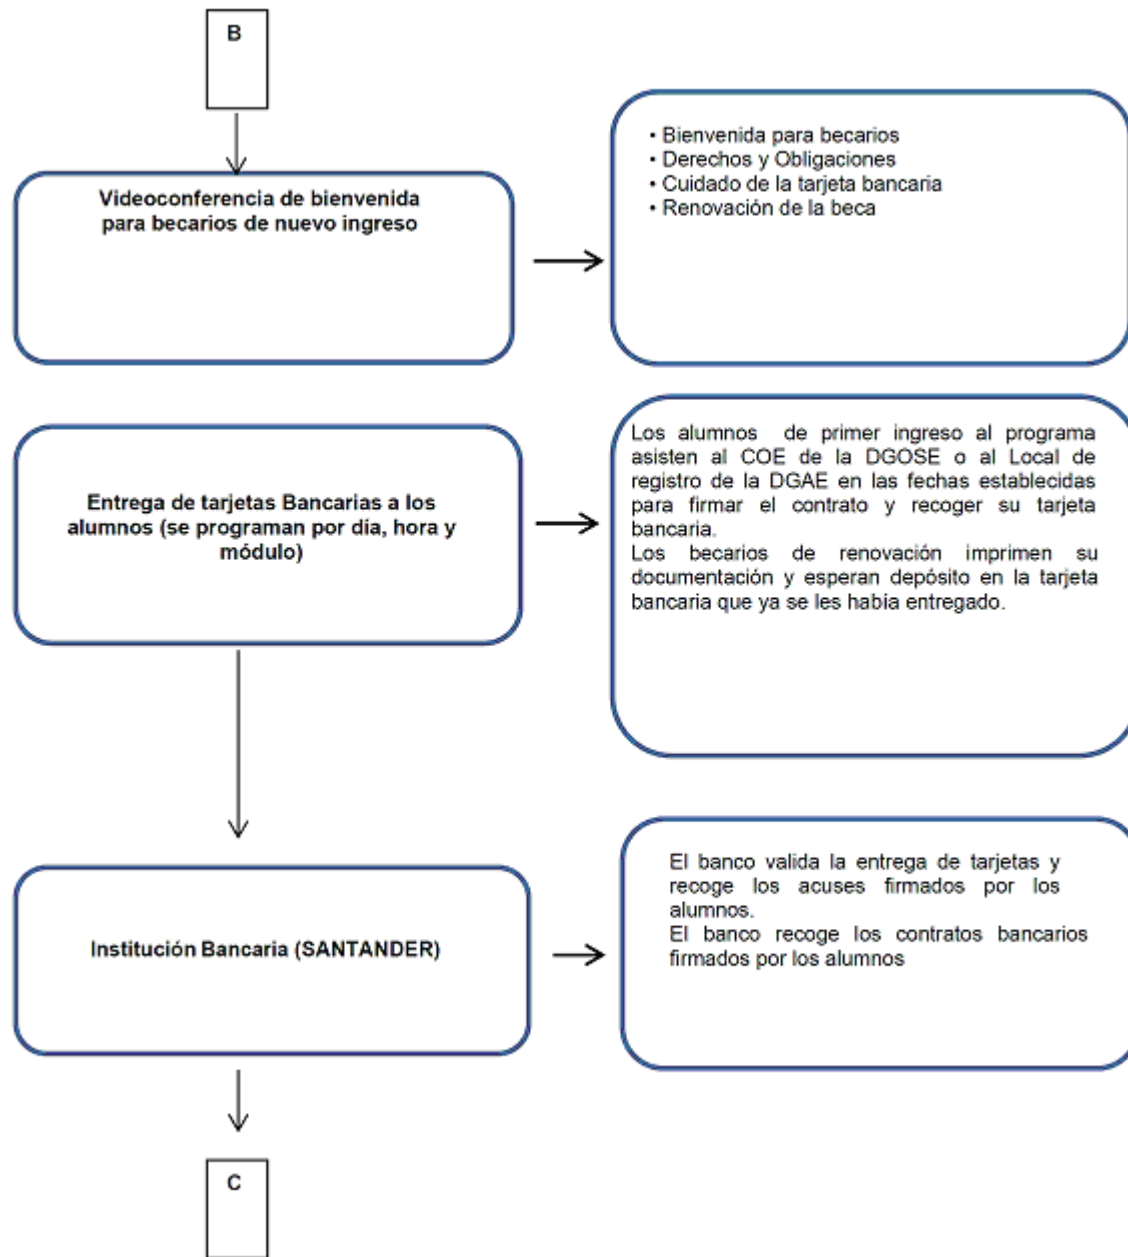 B
Videoconferencia de bienvenida
para becarios de nuevo ingreso
• Bienvenida para becarios
• Derechos y Obligaciones
• Cuidado de la tarjeta bancaria
• Renovación de la beca
Entrega de tarjetas Bancarias a los
alumnos (se programan por día, hora y
módulo)
Los alumnos de primer ingreso al programa
asisten al COE de la DGOSE o al Local de
registro de la DGAE en las fechas establecidas
para firmar el contrato y recoger su tarjeta
bancaria.
Los becarios de renovación imprimen su
documentación y esperan depósito en la tarjeta
bancaria que ya se les había entregado.
Institución Bancaria (SANTANDER)
El banco valida la entrega de tarjetas y
recoge los acuses firmados por los
alumnos.
El banco recoge los contratos bancarios
firmados por los alumnos
C